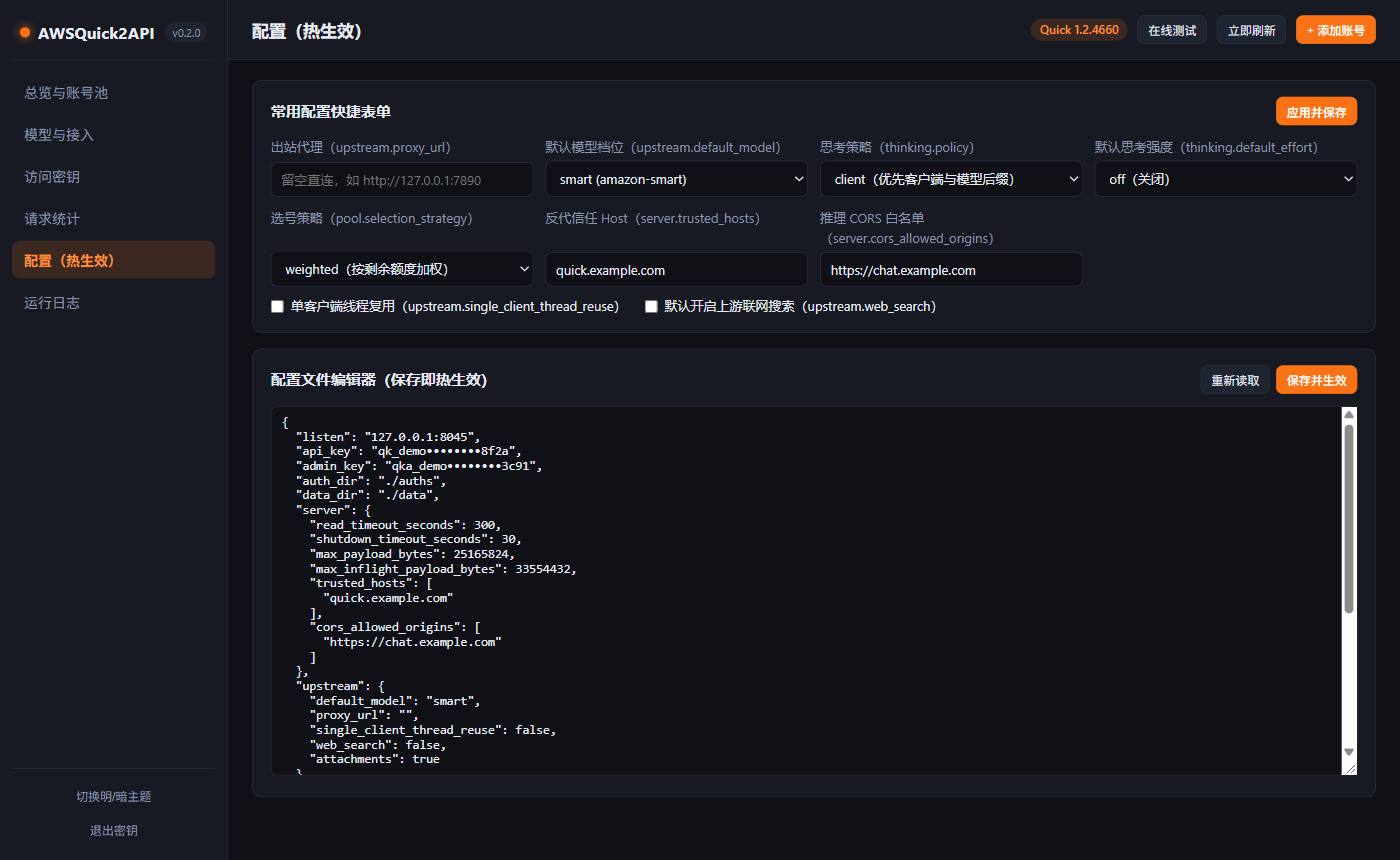 AWSQuick2API v0.2.0
总览与账号池
模型与接入
访问密钥
请求统计
配置（热生效）
运行日志
切换明/暗主题
退出密钥
配置（热生效）
Quick 1.2.4660
在线测试
立即刷新
+ 添加账号
常用配置快捷表单
应用并保存
出站代理（upstream.proxy_url）
留空直连，如 http://127.0.0.1:7890
默认模型档位（upstream.default_model）
smart (amazon-smart)
思考策略（thinking.policy）
client（优先客户端与模型后缀）
默认思考强度（thinking.default_effort）
off（关闭）
选号策略（pool.selection_strategy）
weighted（按剩余额度加权）
反代信任 Host（server.trusted_hosts）
quick.example.com
推理 CORS 白名单
（server.cors_allowed_origins）
https://chat.example.com
单客户端线程复用（upstream.single_client_thread_reuse）
默认开启上游联网搜索（upstream.web_search）
配置文件编辑器（保存即热生效）
重新读取
保存并生效
{
  "listen": "127.0.0.1:8045",
  "api_key": "qk_demo••••••••8f2a",
  "admin_key": "qka_demo••••••••3c91",
  "auth_dir": "./auths",
  "data_dir": "./data",
  "server": {
    "read_timeout_seconds": 300,
    "shutdown_timeout_seconds": 30,
    "max_payload_bytes": 25165824,
    "max_inflight_payload_bytes": 33554432,
    "trusted_hosts": [
      "quick.example.com"
    ],
    "cors_allowed_origins": [
      "https://chat.example.com"
    ]
  },
  "upstream": {
    "default_model": "smart",
    "proxy_url": "",
    "single_client_thread_reuse": false,
    "web_search": false,
    "attachments": true
  }